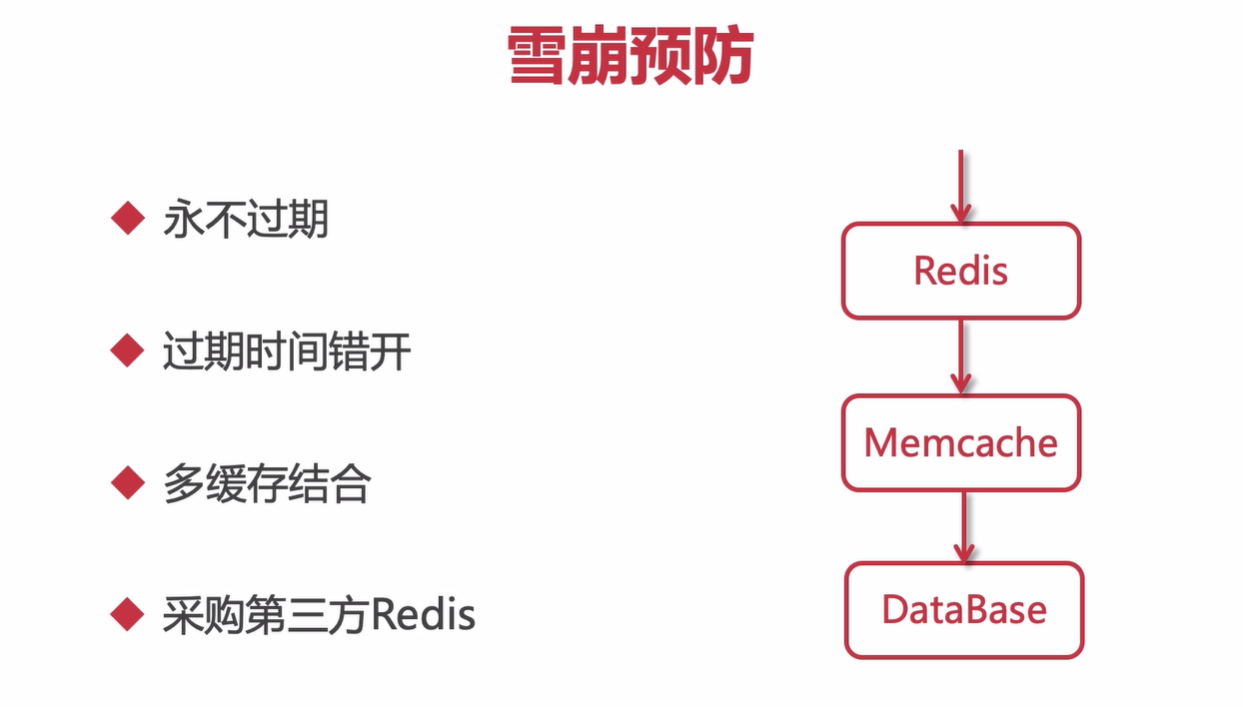 雪崩预防
永不过期
过期时间错开
多缓存结合
采购第三方Redis
Redis
Memcache
DataBase